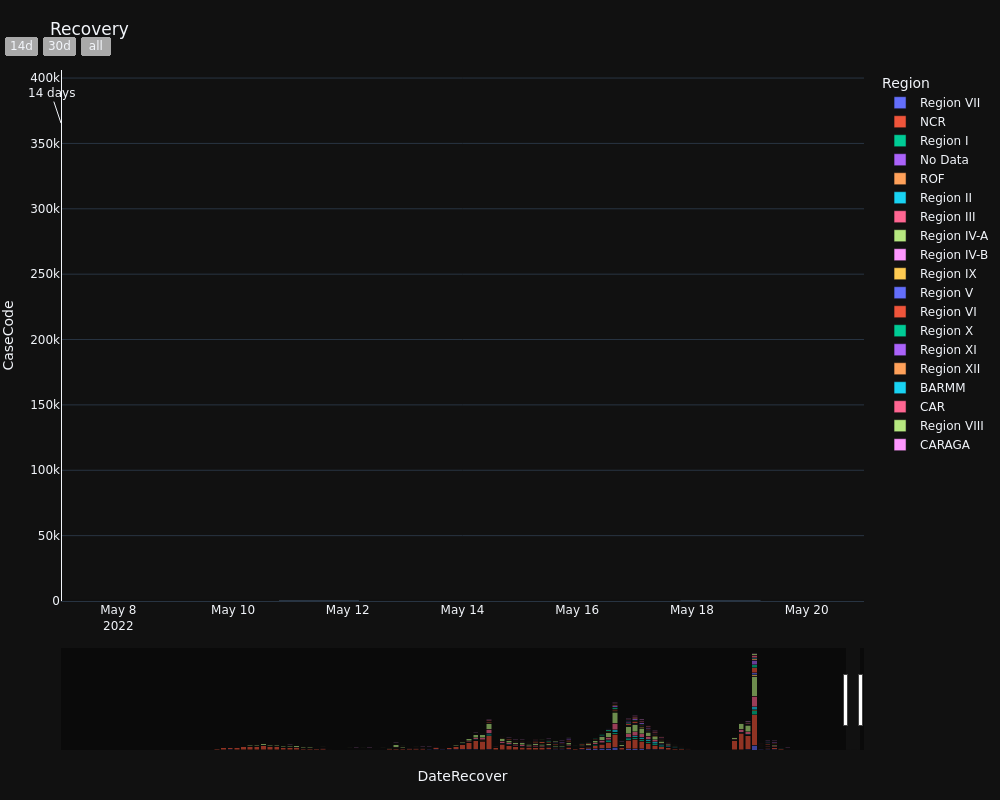 Recovery
14d 30d all
400k
14 days
350k
300k
250k
200k
150k
100k
50k
0
CaseCode
May 8 May 10 May 12 May 14 May 16 May 18 May 20
2022
DateRecover
Region
Region VII
NCR
Region I
No Data
ROF
Region II
Region III
Region IV-A
Region IV-B
Region IX
Region V
Region VI
Region X
Region XI
Region XII
BARMM
CAR
Region VIII
CARAGA